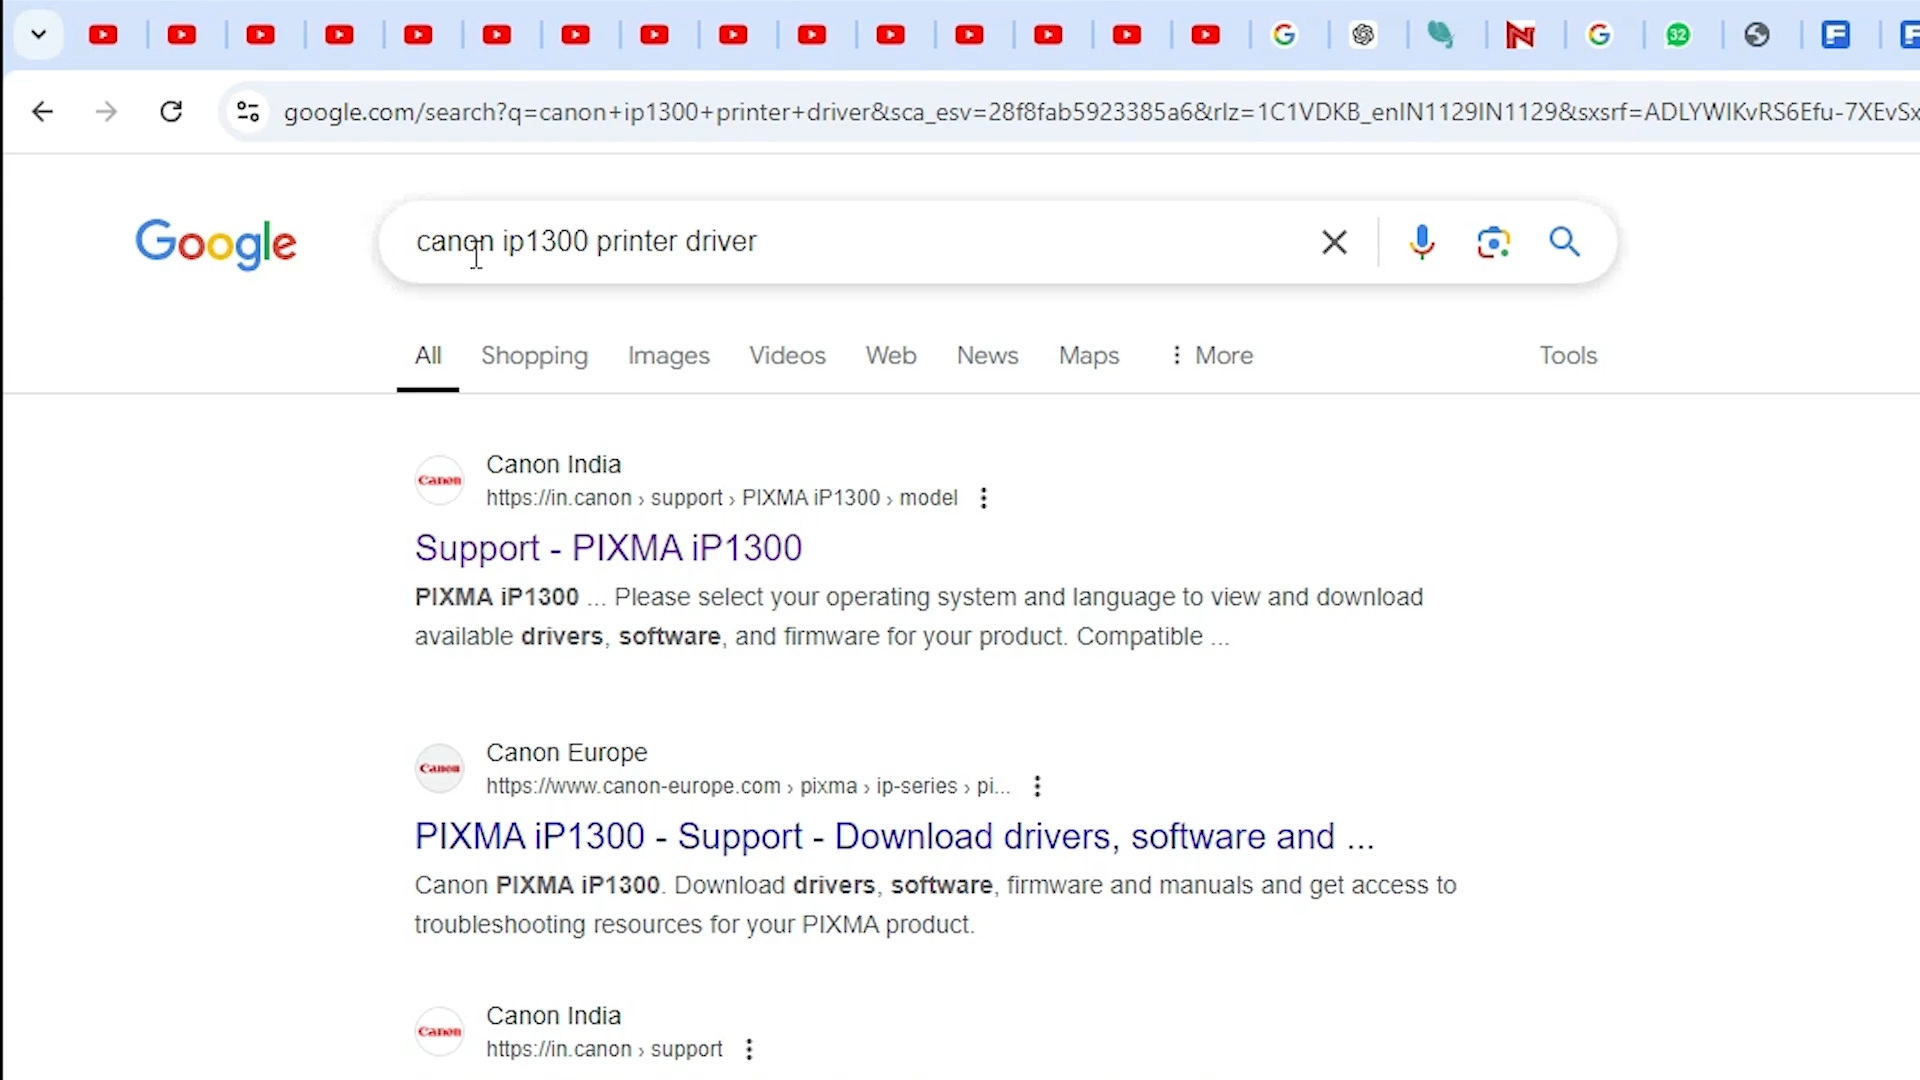 32
google.com/search?q=canon+ip1300+printer+driver&sca_esv=28f8fab5923385a6&rlz=1C1VDKB_enIN1129IN1129&sxsrf=ADLYWIKvRS6Efu-7XEvSx
Google
canon ip1300 printer driver
All Shopping Images Videos Web News Maps More Tools
Canon
Canon India
https://in.canon › support › PIXMA iP1300 › model
Support - PIXMA iP1300
PIXMA iP1300 ... Please select your operating system and language to view and download
available drivers, software, and firmware for your product. Compatible ...
Canon
Canon Europe
https://www.canon-europe.com › pixma › ip-series › pi...
PIXMA iP1300 - Support - Download drivers, software and ...
Canon PIXMA iP1300. Download drivers, software, firmware and manuals and get access to
troubleshooting resources for your PIXMA product.
Canon
Canon India
https://in.canon › support